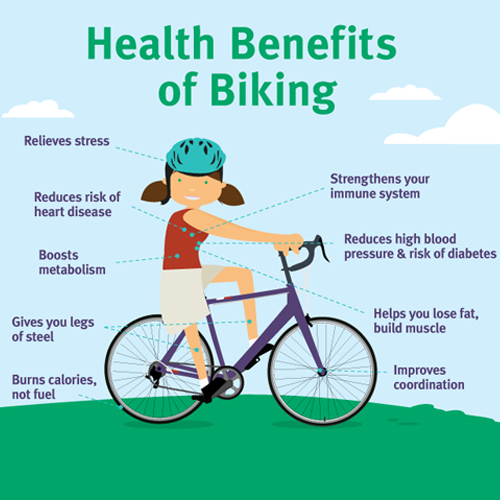 Health Benefits
of Biking
Relieves stress
Reduces risk of
heart disease
Boosts
metabolism
Gives you legs
of steel
Burns calories,
not fuel
Strengthens your
immune system
Reduces high blood
pressure & risk of diabetes
Helps you lose fat,
build muscle
Improves
coordination